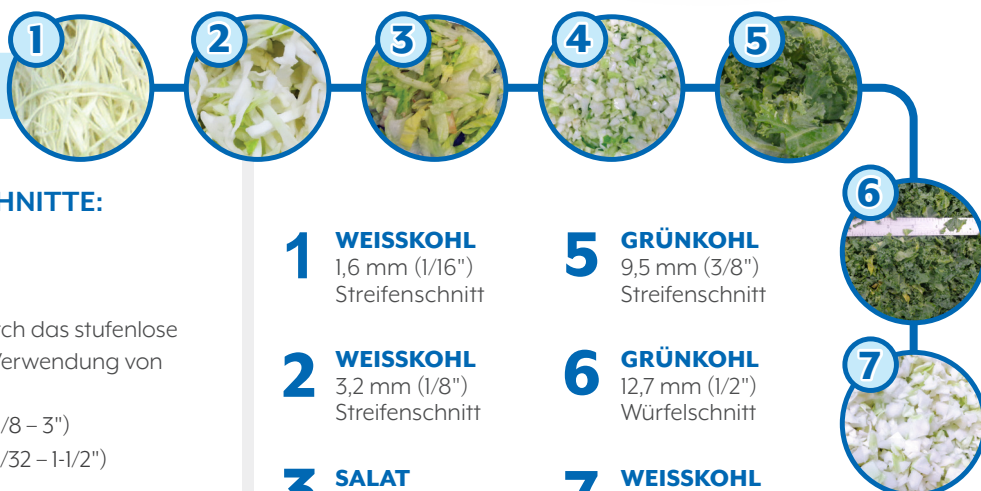 1
2
3
4
5
6
7
HNITTE:
ch das stufenlose
Verwendung von
/8 – 3")
/32 – 1-1/2")
1 WEISSKOHL
1,6 mm (1/16")
Streifenschnitt
2 WEISSKOHL
3,2 mm (1/8")
Streifenschnitt
3 SALAT
5 GRÜNKOHL
9,5 mm (3/8")
Streifenschnitt
6 GRÜNKOHL
12,7 mm (1/2")
Würfelschnitt
7 WEISSKOHL